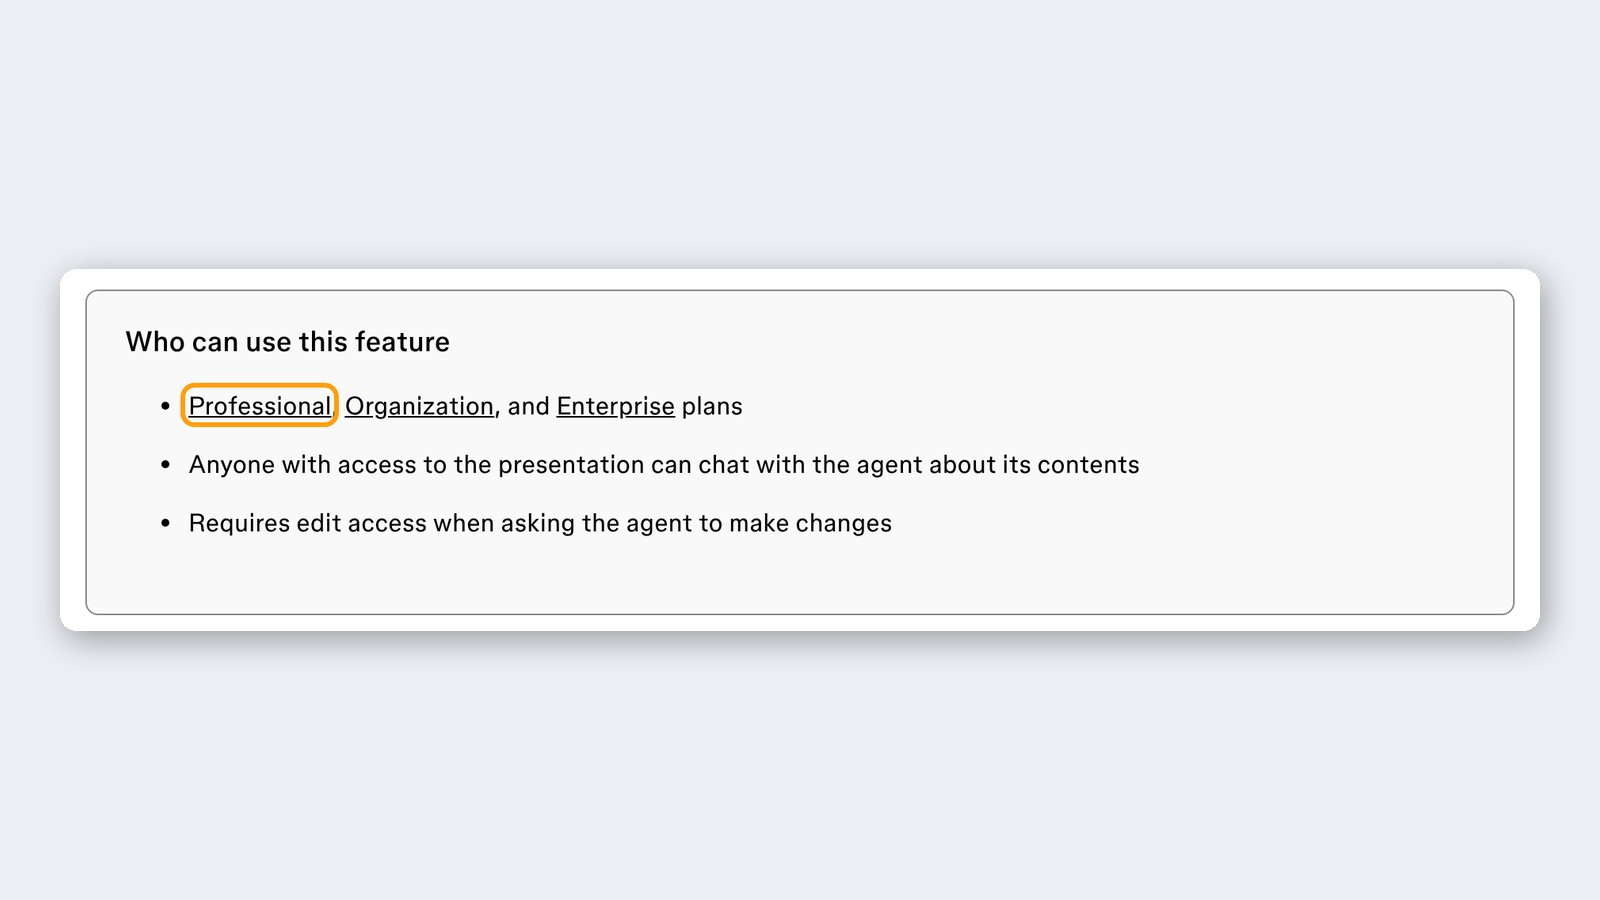 Who can use this feature
• Professional, Organization, and Enterprise plans
• Anyone with access to the presentation can chat with the agent about its contents
• Requires edit access when asking the agent to make changes